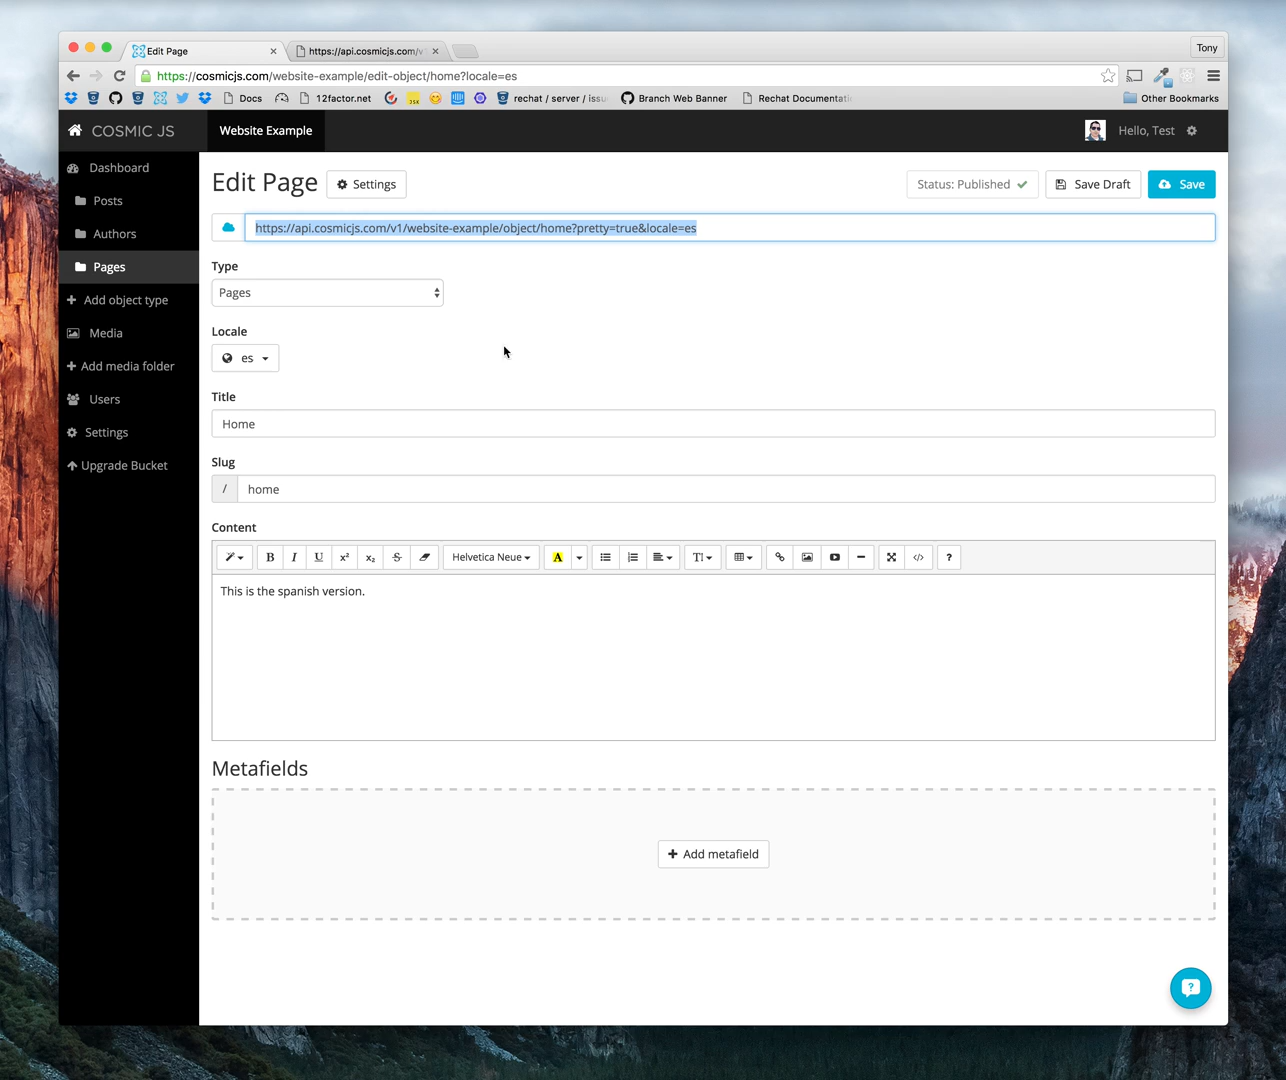 Edit Page
https://api.cosmicjs.com/v
Tony
https://cosmicjs.com/website-example/edit-object/home?locale=es
Docs
12factor.net
JSX
rechat / server / issu
Branch Web Banner
Rechat Documentati
Other Bookmarks
COSMIC JS
Website Example
Hello, Test
Dashboard
Posts
Authors
Pages
Add object type
Media
Add media folder
Users
Settings
Upgrade Bucket
Edit Page
Settings
Status: Published
Save Draft
Save
https://api.cosmicjs.com/v1/website-example/object/home?pretty=true&locale=es
Type
Pages
Locale
es
Title
Home
Slug
/ home
Content
B I U x² x₂ S Helvetica Neue A T </> ?
This is the spanish version.
Metafields
Add metafield
?